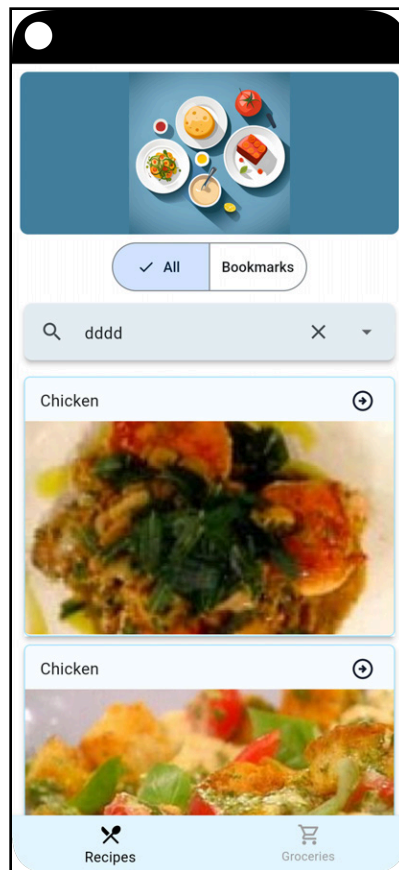 All
Bookmarks
dddd
Chicken
Chicken
Recipes
Groceries